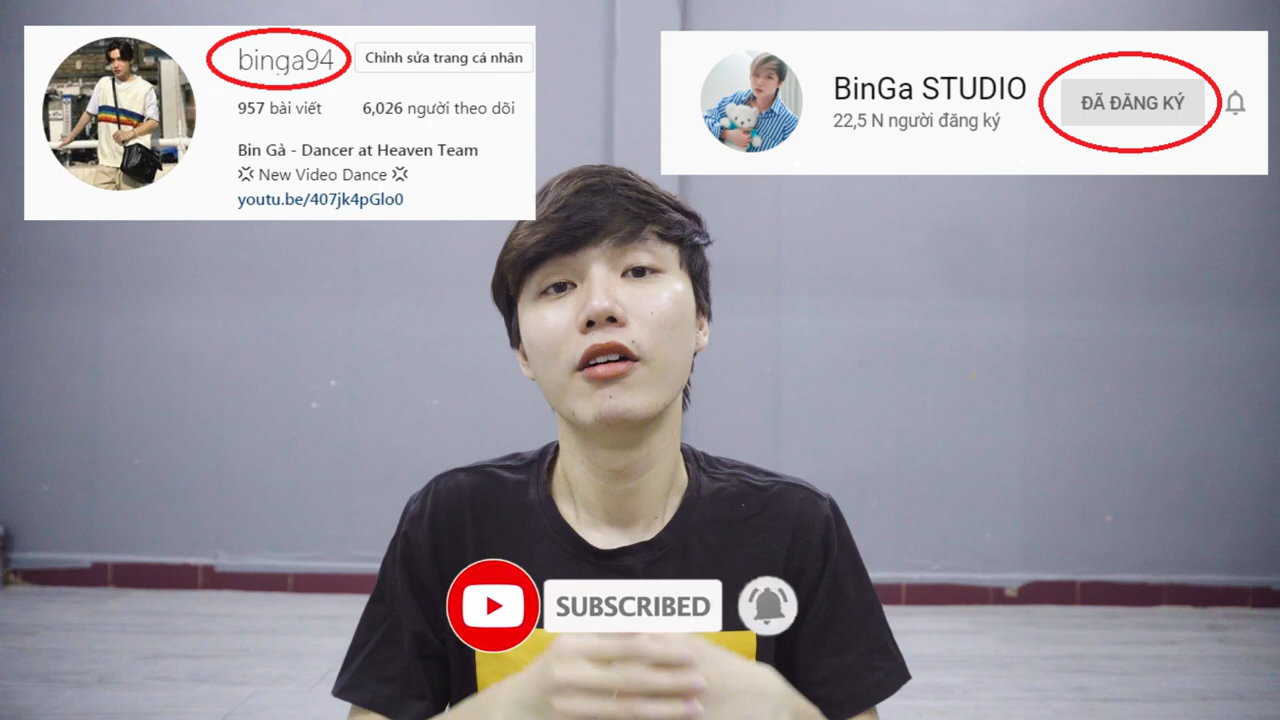 binga94
Chỉnh sửa trang cá nhân
957 bài viết
6,026 người theo dõi
Bin Gà - Dancer at Heaven Team
💢 New Video Dance 💢
youtu.be/407jk4pGlo0
BinGa STUDIO
22,5 N người đăng ký
ĐÃ ĐĂNG KÝ
SUBSCRIBED